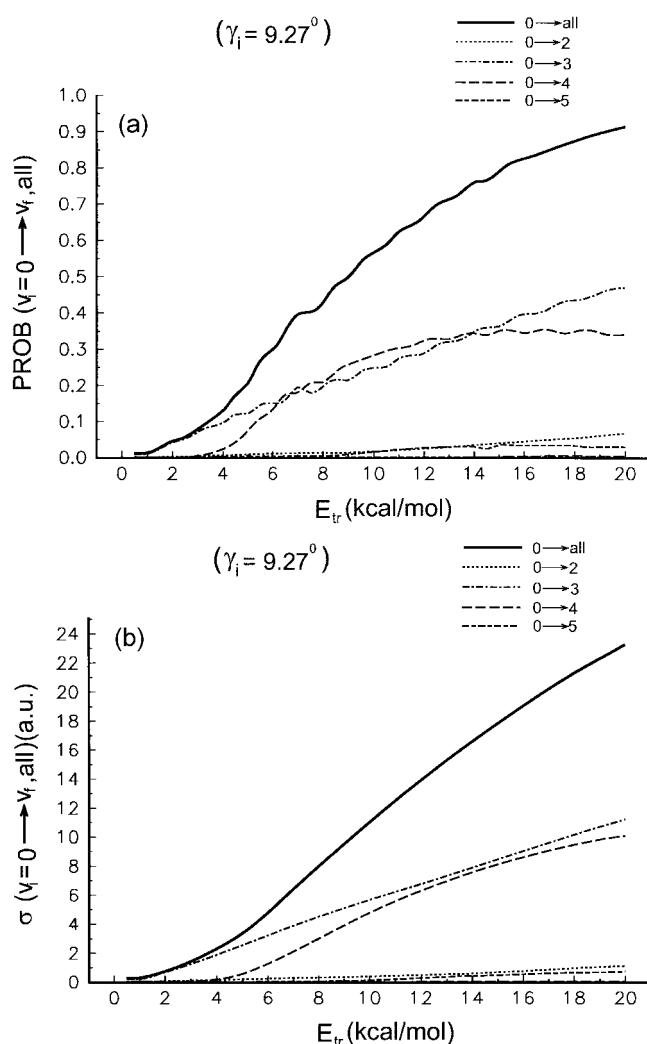 (γi = 9.27⁰)
0→all
0→2
0→3
0→4
0→5
(a)
PROB (vi=0 → vf,all)
1.0
0.9
0.8
0.7
0.6
0.5
0.4
0.3
0.2
0.1
0.0
0 2 4 6 8 10 12 14 16 18 20
Etr (kcal/mol)
(γi = 9.27⁰)
0→all
0→2
0→3
0→4
0→5
(b)
σ (vi=0 → vf,all)(a.u.)
24
22
20
18
16
14
12
10
8
6
4
2
0
0 2 4 6 8 10 12 14 16 18 20
Etr (kcal/mol)